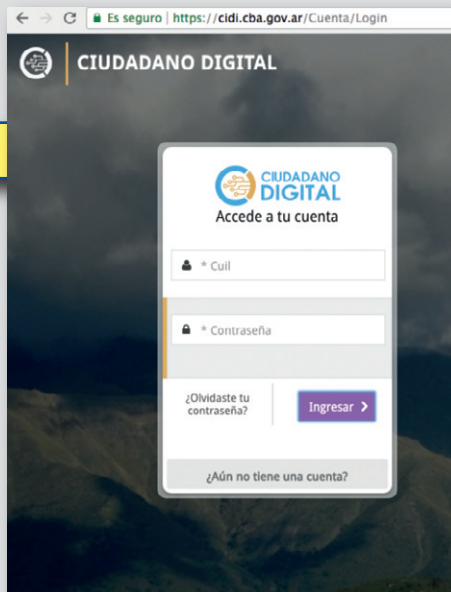 Es seguro | https://cidi.cba.gov.ar/Cuenta/Login
CIUDADANO DIGITAL
CIUDADANO
DIGITAL
Accede a tu cuenta
* Cuil
* Contraseña
¿Olvidaste tu
contraseña?
Ingresar >
¿Aún no tiene una cuenta?